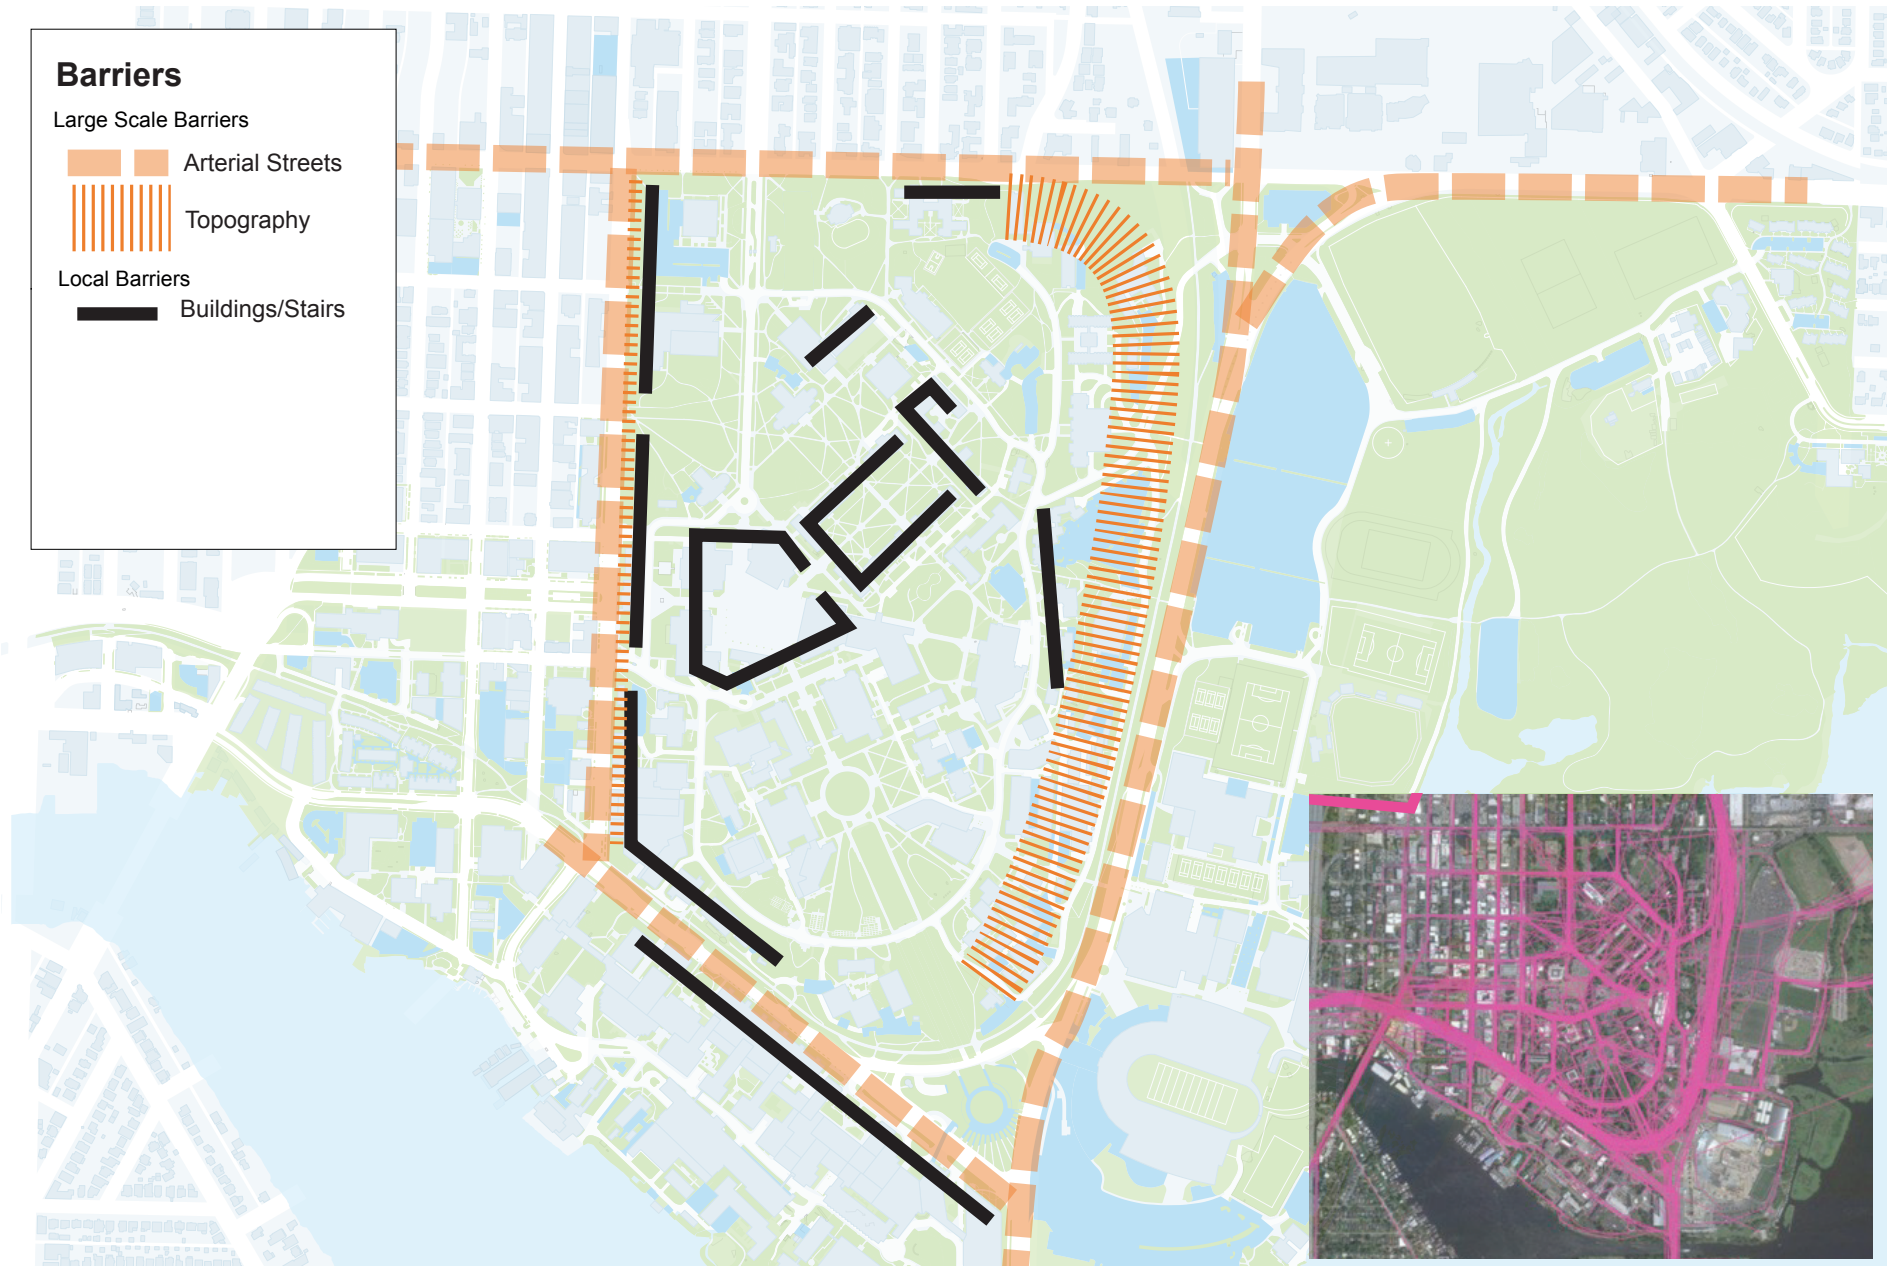 Barriers
Large Scale Barriers
Arterial Streets
Topography
Local Barriers
Buildings/Stairs